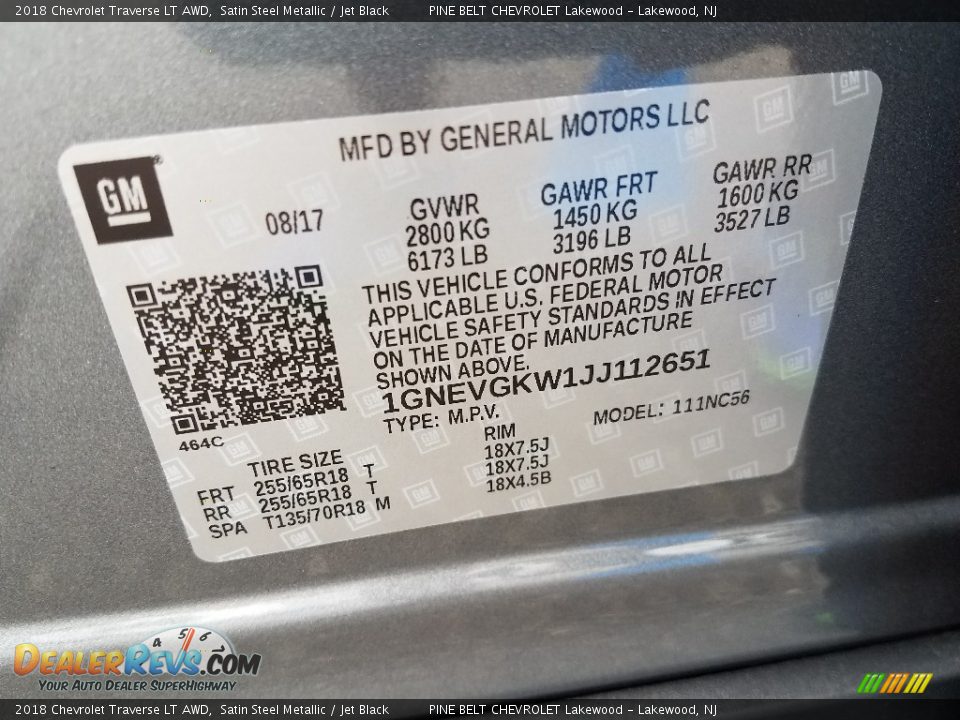 2018 Chevrolet Traverse LT AWD, Satin Steel Metallic / Jet Black PINE BELT CHEVROLET Lakewood - Lakewood, NJ
MFD BY GENERAL MOTORS LLC
GM
08/17
GVWR GAWR FRT GAWR RR
2800 KG 1450 KG 1600 KG
6173 LB 3196 LB 3527 LB
THIS VEHICLE CONFORMS TO ALL
APPLICABLE U.S. FEDERAL MOTOR
VEHICLE SAFETY STANDARDS IN EFFECT
ON THE DATE OF MANUFACTURE
SHOWN ABOVE.
1GNEVGKW1JJ112651
TYPE: M.P.V. MODEL: 111NC56
464C
TIRE SIZE RIM
FRT 255/65R18 T 18X7.5J
RR 255/65R18 T 18X7.5J
SPA T135/70R18 M 18X4.5B
4 5 6
DEALERREVS.COM
YOUR AUTO DEALER SUPERHIGHWAY
2018 Chevrolet Traverse LT AWD, Satin Steel Metallic / Jet Black PINE BELT CHEVROLET Lakewood - Lakewood, NJ